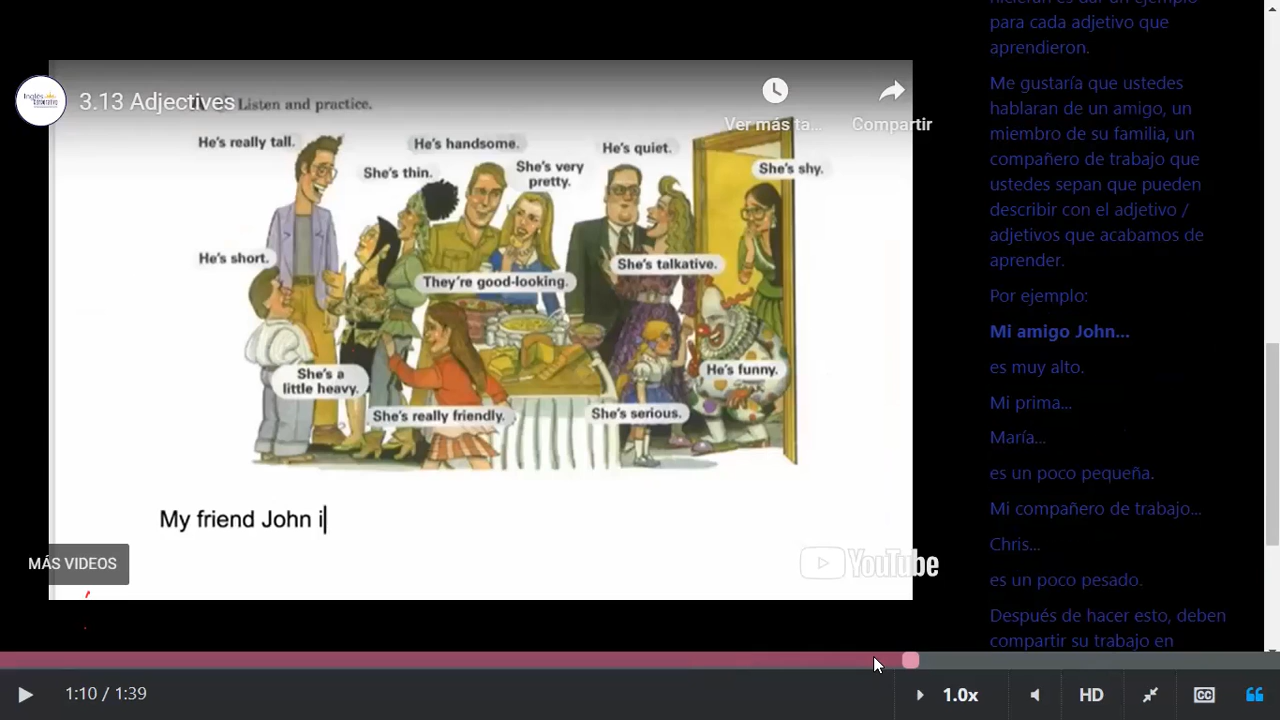 3.13 Adjectives
Listen and practice.
Ver más ta...
Compartir
He's really tall.
He's handsome.
He's quiet.
She's thin.
She's very
pretty.
She's shy.
He's short.
She's talkative.
They're good-looking.
She's a
little heavy.
He's funny.
She's really friendly.
She's serious.
My friend John i
MÁS VIDEOS
YouTube
para cada adjetivo que
aprendieron.
Me gustaría que ustedes
hablaran de un amigo, un
miembro de su familia, un
compañero de trabajo que
ustedes sepan que pueden
describir con el adjetivo /
adjetivos que acabamos de
aprender.
Por ejemplo:
Mi amigo John...
es muy alto.
Mi prima...
María...
es un poco pequeña.
Mi compañero de trabajo...
Chris...
es un poco pesado.
Después de hacer esto, deben
compartir su trabajo en
1:10 / 1:39
1.0x
HD
CC